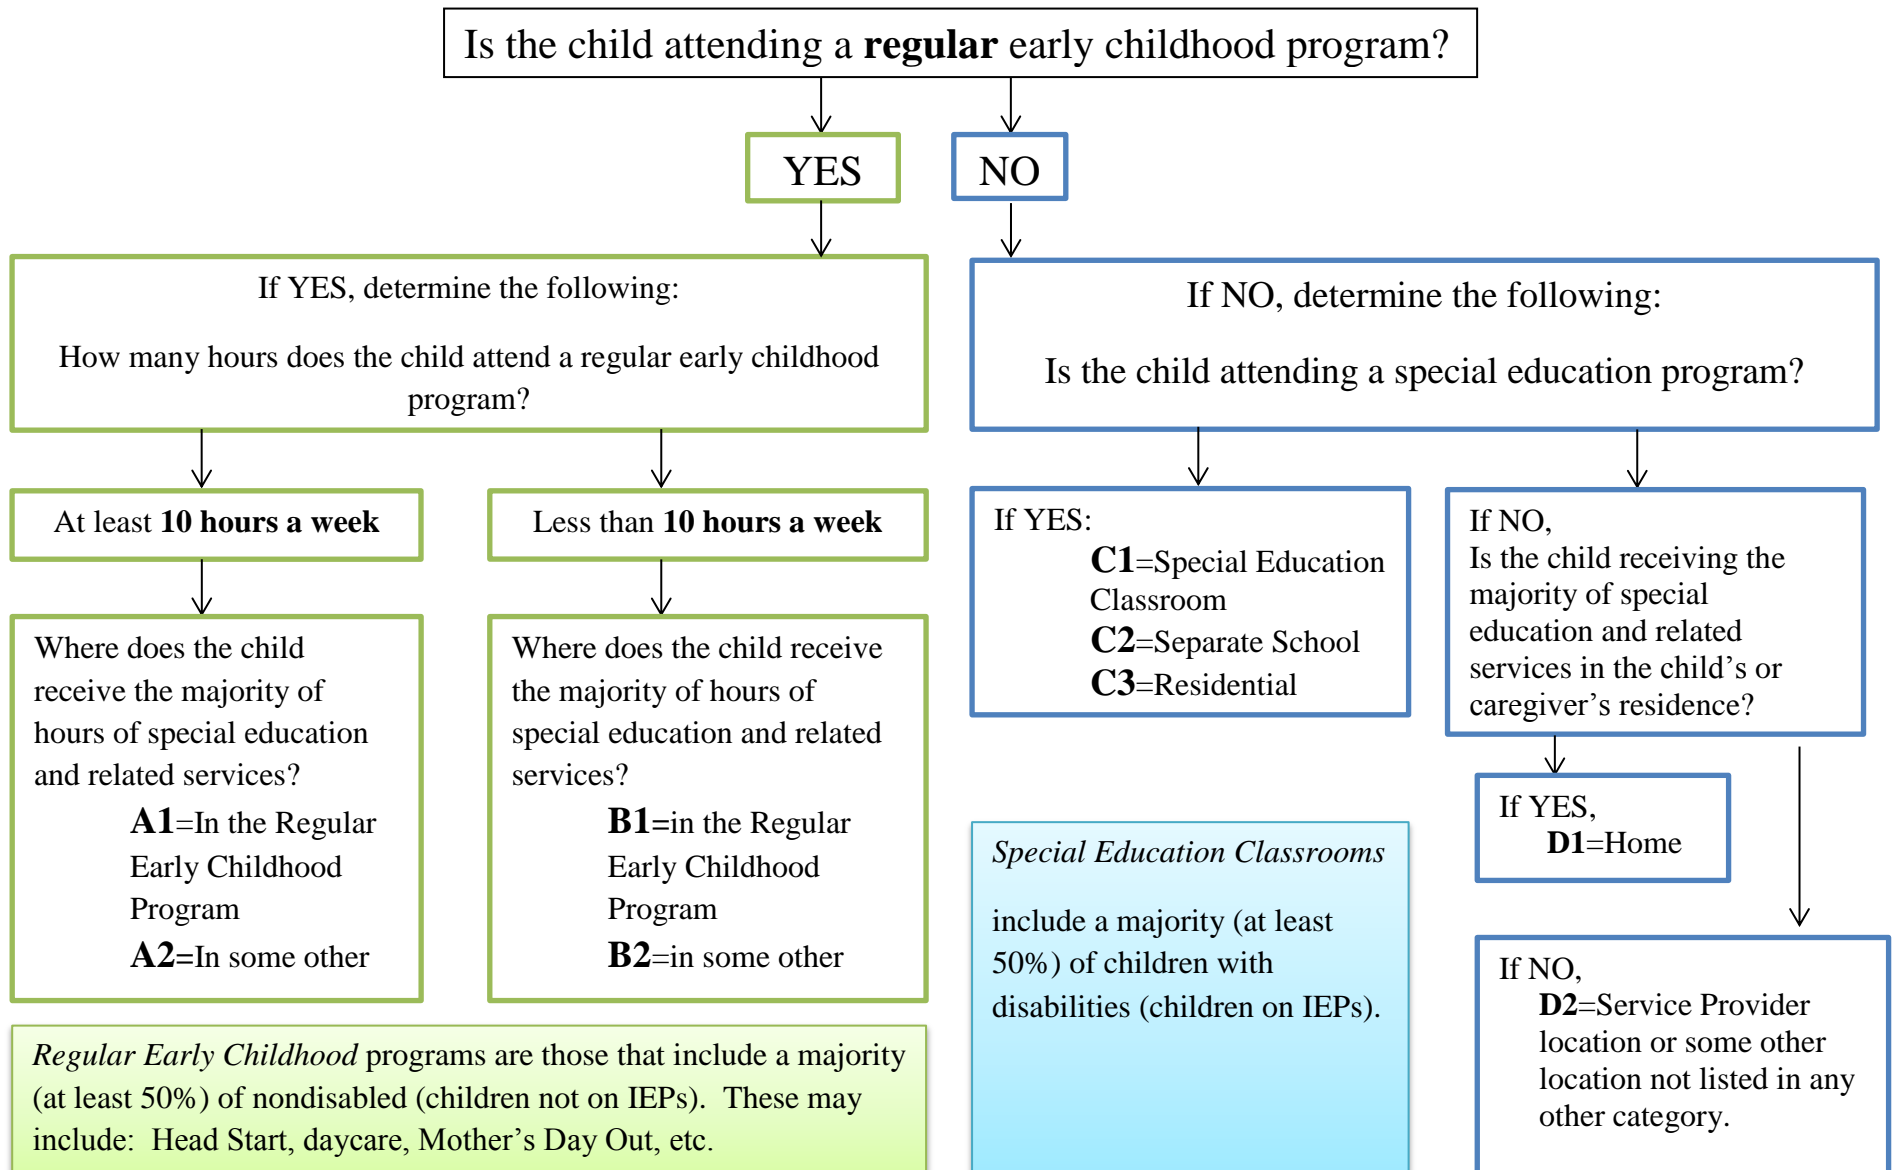 Is the child attending a regular early childhood program?
YES
NO
If YES, determine the following:
How many hours does the child attend a regular early childhood
program?
If NO, determine the following:
Is the child attending a special education program?
At least 10 hours a week
Less than 10 hours a week
Where does the child
receive the majority of
hours of special education
and related services?
A1=In the Regular
Early Childhood
Program
A2=In some other
Where does the child receive
the majority of hours of
special education and related
services?
B1=in the Regular
Early Childhood
Program
B2=in some other
If YES:
C1=Special Education
Classroom
C2=Separate School
C3=Residential
If NO,
Is the child receiving the
majority of special
education and related
services in the child’s or
caregiver’s residence?
If YES,
D1=Home
If NO,
D2=Service Provider
location or some other
location not listed in any
other category.
Regular Early Childhood programs are those that include a majority
(at least 50%) of nondisabled (children not on IEPs).  These may
include:  Head Start, daycare, Mother’s Day Out, etc.
Special Education Classrooms
include a majority (at least
50%) of children with
disabilities (children on IEPs).